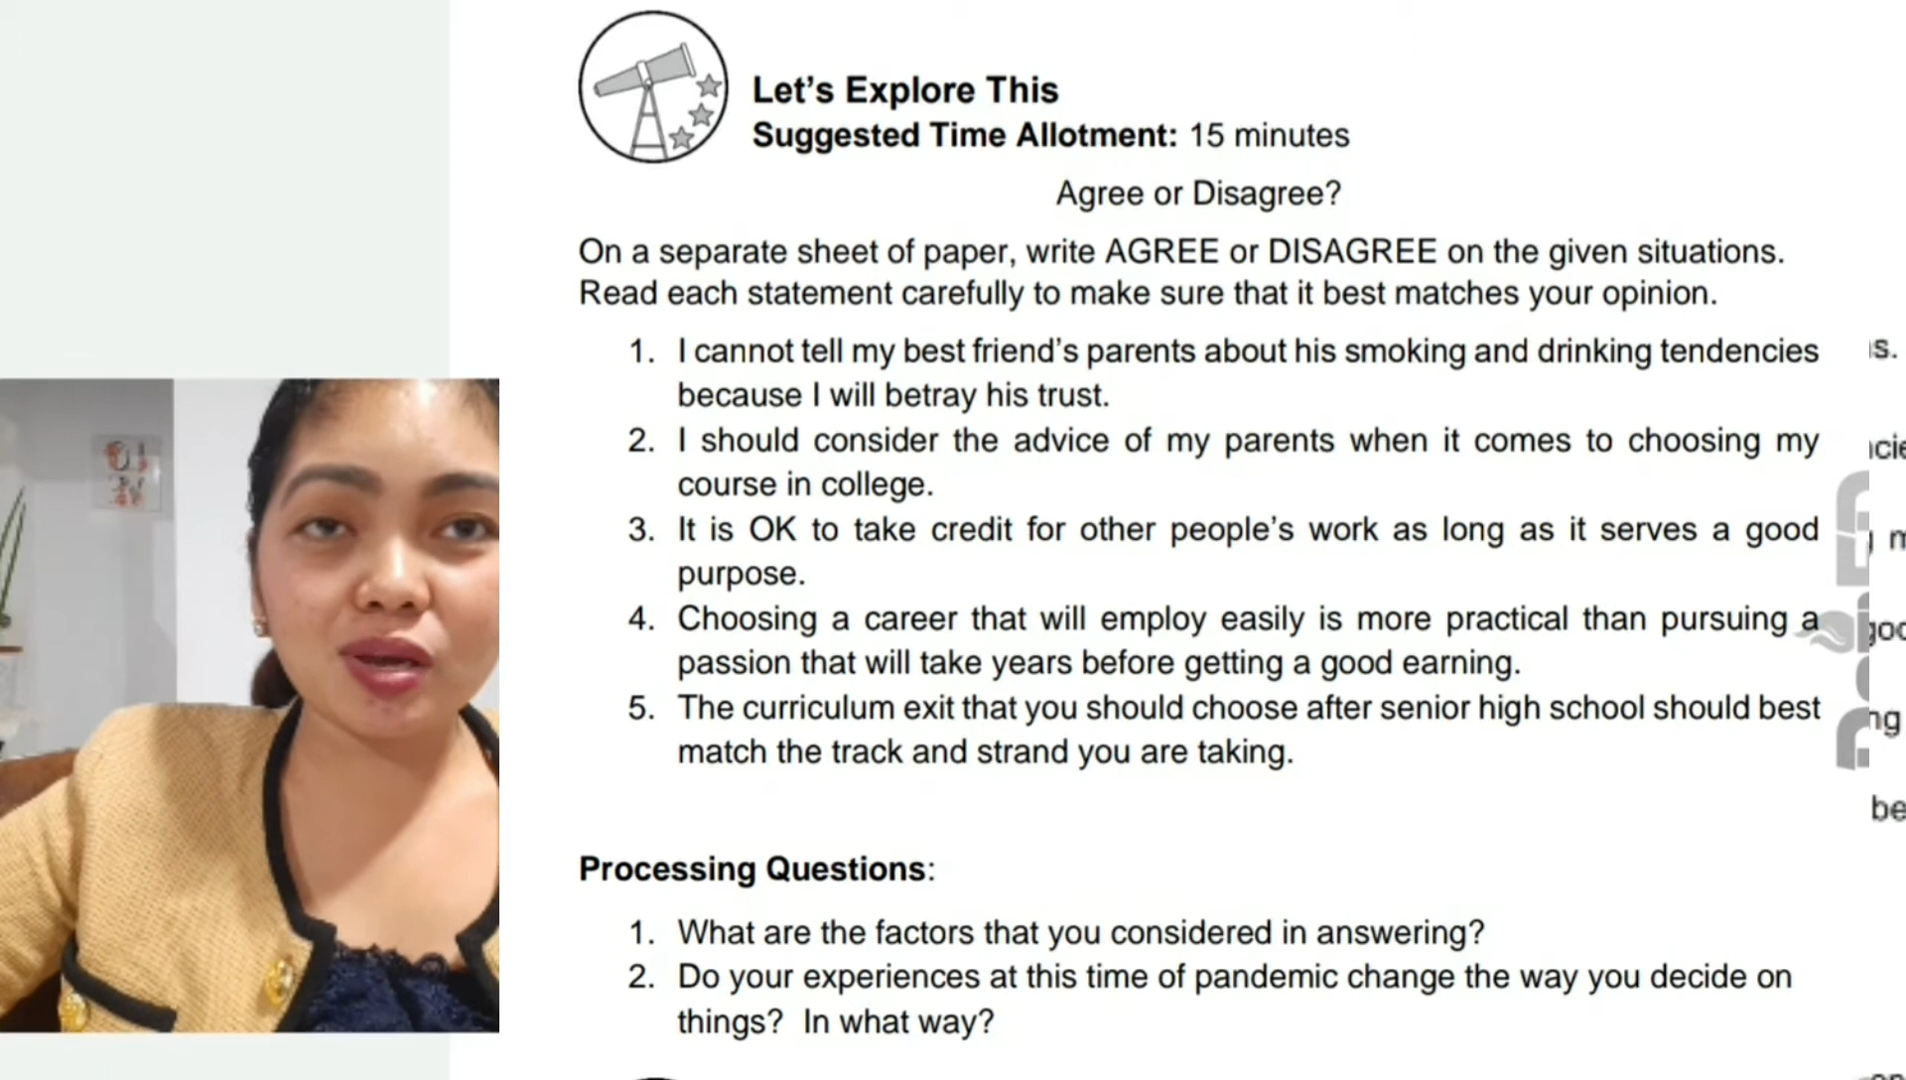 Let’s Explore This
Suggested Time Allotment: 15 minutes
Agree or Disagree?
On a separate sheet of paper, write AGREE or DISAGREE on the given situations.
Read each statement carefully to make sure that it best matches your opinion.
1. I cannot tell my best friend’s parents about his smoking and drinking tendencies
because I will betray his trust.
2. I should consider the advice of my parents when it comes to choosing my
course in college.
3. It is OK to take credit for other people’s work as long as it serves a good
purpose.
4. Choosing a career that will employ easily is more practical than pursuing a
passion that will take years before getting a good earning.
5. The curriculum exit that you should choose after senior high school should best
match the track and strand you are taking.
Processing Questions:
1. What are the factors that you considered in answering?
2. Do your experiences at this time of pandemic change the way you decide on
things? In what way?